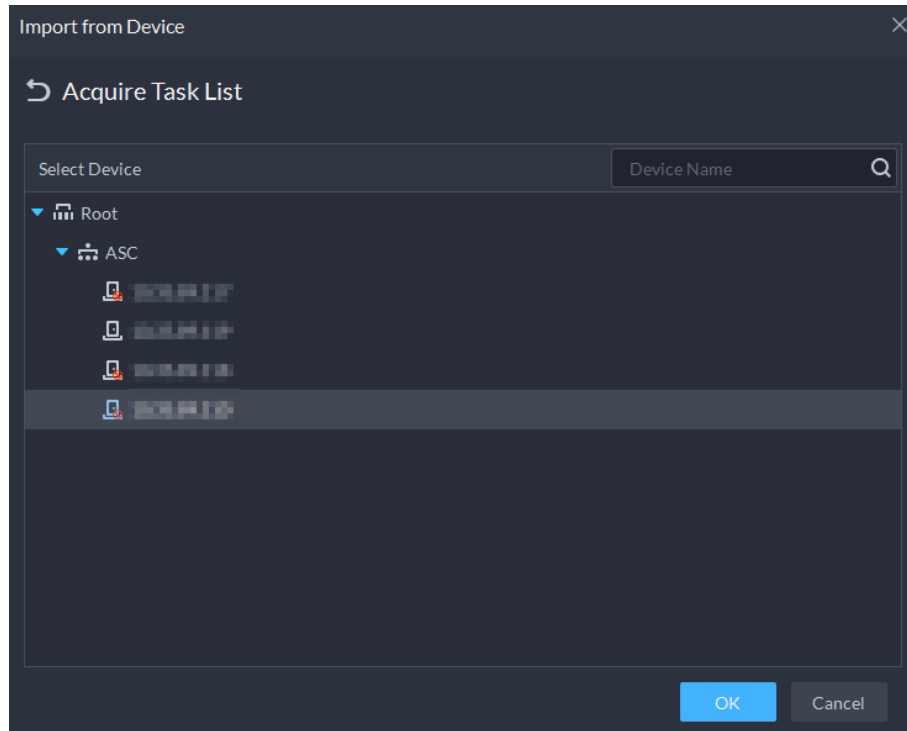 Import from Device
Acquire Task List
Select Device
Device Name
Root
ASC
OK
Cancel